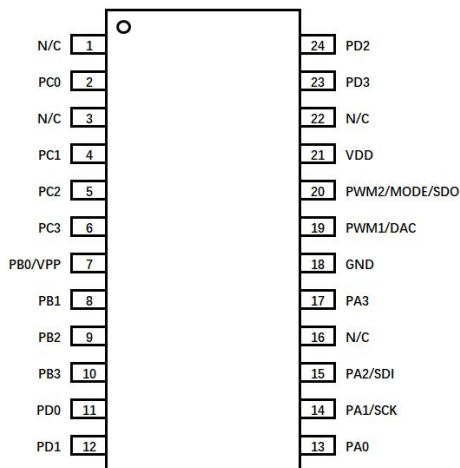 N/C 1 24 PD2
PC0 2 23 PD3
N/C 3 22 N/C
PC1 4 21 VDD
PC2 5 20 PWM2/MODE/SDO
PC3 6 19 PWM1/DAC
PB0/VPP 7 18 GND
PB1 8 17 PA3
PB2 9 16 N/C
PB3 10 15 PA2/SDI
PD0 11 14 PA1/SCK
PD1 12 13 PA0